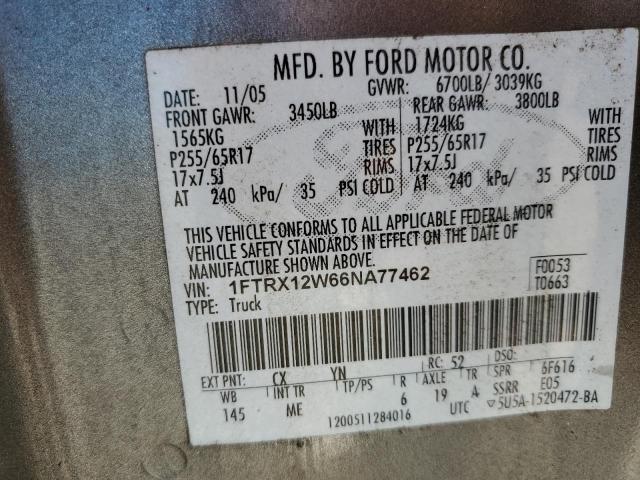 MFD. BY FORD MOTOR CO.
DATE: 11/05 GVWR: 6700LB/ 3039KG
FRONT GAWR: 3450LB REAR GAWR: 3800LB
1565KG WITH 1724KG WITH
P255/65R17 TIRES P255/65R17 TIRES
17x7.5J RIMS 17x7.5J RIMS
AT 240 kPa/ 35 PSI COLD AT 240 kPa/ 35 PSI COLD
THIS VEHICLE CONFORMS TO ALL APPLICABLE FEDERAL MOTOR
VEHICLE SAFETY STANDARDS IN EFFECT ON THE DATE OF
MANUFACTURE SHOWN ABOVE.
VIN: 1FTRX12W66NA77462 F0053
TYPE: Truck T0663
EXT PNT: CX YN RC: 52 DSO:
WB INT TR TP/PS R AXLE TR SPR 6F616
145 ME 6 19 A SSRR E05
1200511284016 UTC 5U5A-1520472-BA